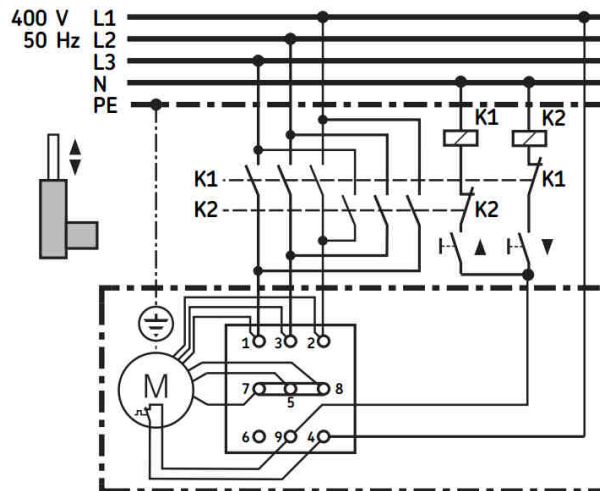 400 V L1
50 Hz L2
L3
N
PE
K1 K2
K1 K1
K2 K2
1 3 2
M
7 5 8
6 9 4